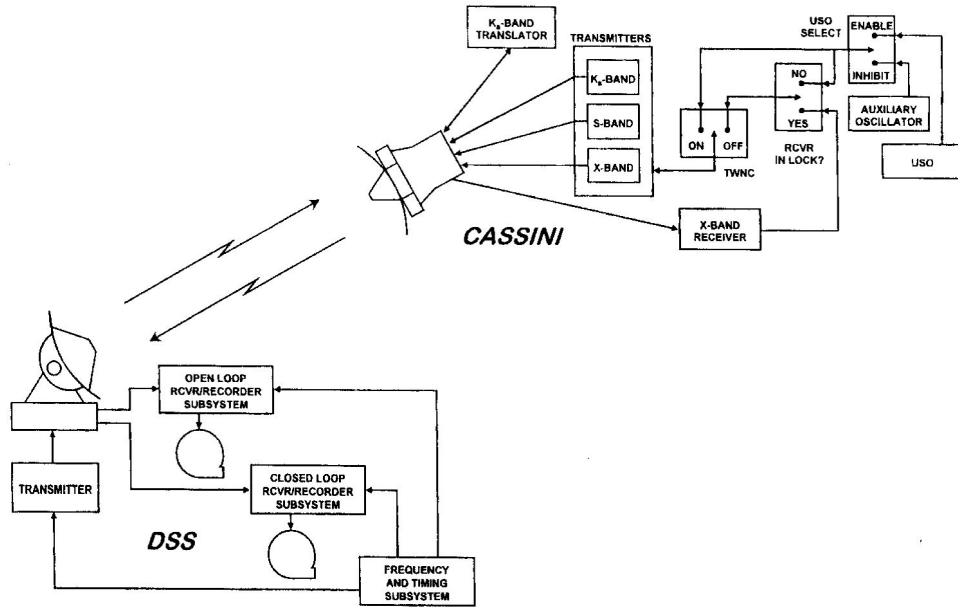 Ka-BAND
TRANSLATOR
TRANSMITTERS
Ka-BAND
S-BAND
X-BAND
ON
OFF
TWNC
NO
YES
RCVR
IN LOCK?
USO
SELECT
ENABLE
INHIBIT
AUXILIARY
OSCILLATOR
USO
X-BAND
RECEIVER
CASSINI
OPEN LOOP
RCVR/RECORDER
SUBSYSTEM
TRANSMITTER
CLOSED LOOP
RCVR/RECORDER
SUBSYSTEM
DSS
FREQUENCY
AND TIMING
SUBSYSTEM